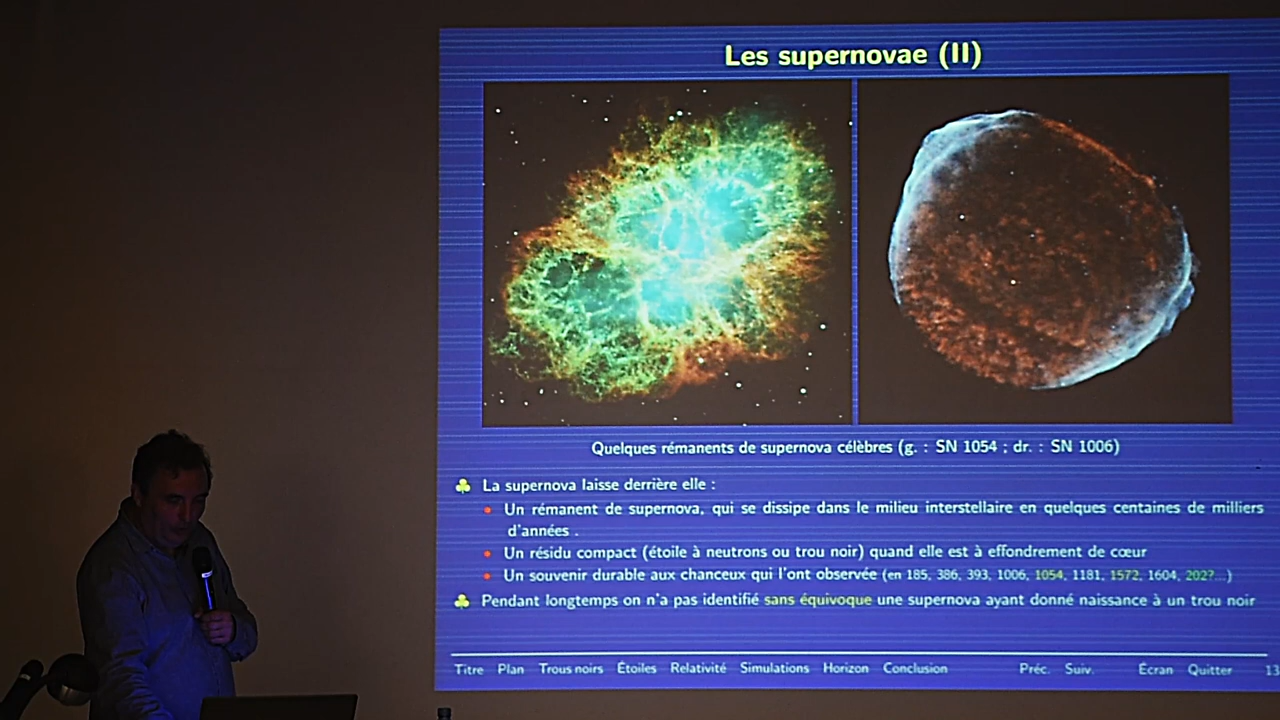 Les supernovae (II)
Quelques rémanents de supernova célèbres (g. : SN 1054 ; dr. : SN 1006)
La supernova laisse derrière elle :
Un rémanent de supernova, qui se dissipe dans le milieu interstellaire en quelques centaines de milliers
d'années .
Un résidu compact (étoile à neutrons ou trou noir) quand elle est à effondrement de cœur
Un souvenir durable aux chanceux qui l'ont observée (en 185, 386, 393, 1006, 1054, 1181, 1572, 1604, 202?...)
Pendant longtemps on n'a pas identifié sans équivoque une supernova ayant donné naissance à un trou noir
Titre Plan Trous noirs Étoiles Relativité Simulations Horizon Conclusion Préc. Suiv. Écran Quitter 13